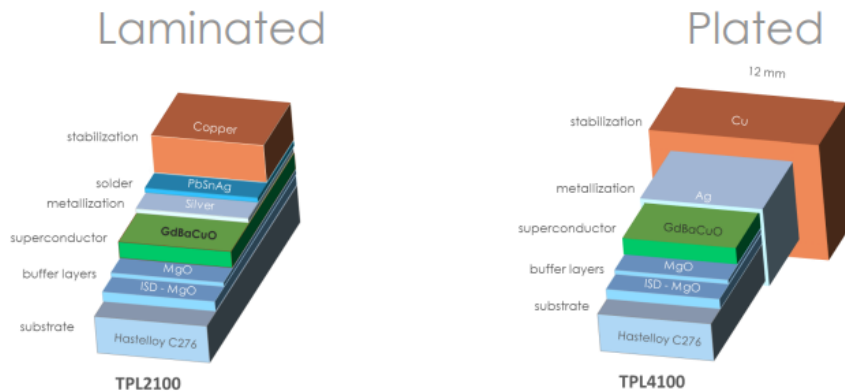 Laminated
stabilization
Copper
solder
PbSnAg
metallization
Silver
superconductor
GdBaCuO
buffer layers
MgO
ISD - MgO
substrate
Hastelloy C276
TPL2100
Plated
12 mm
stabilization
Cu
metallization
Ag
superconductor
GdBaCuO
buffer layers
MgO
ISD - MgO
substrate
Hastelloy C276
TPL4100